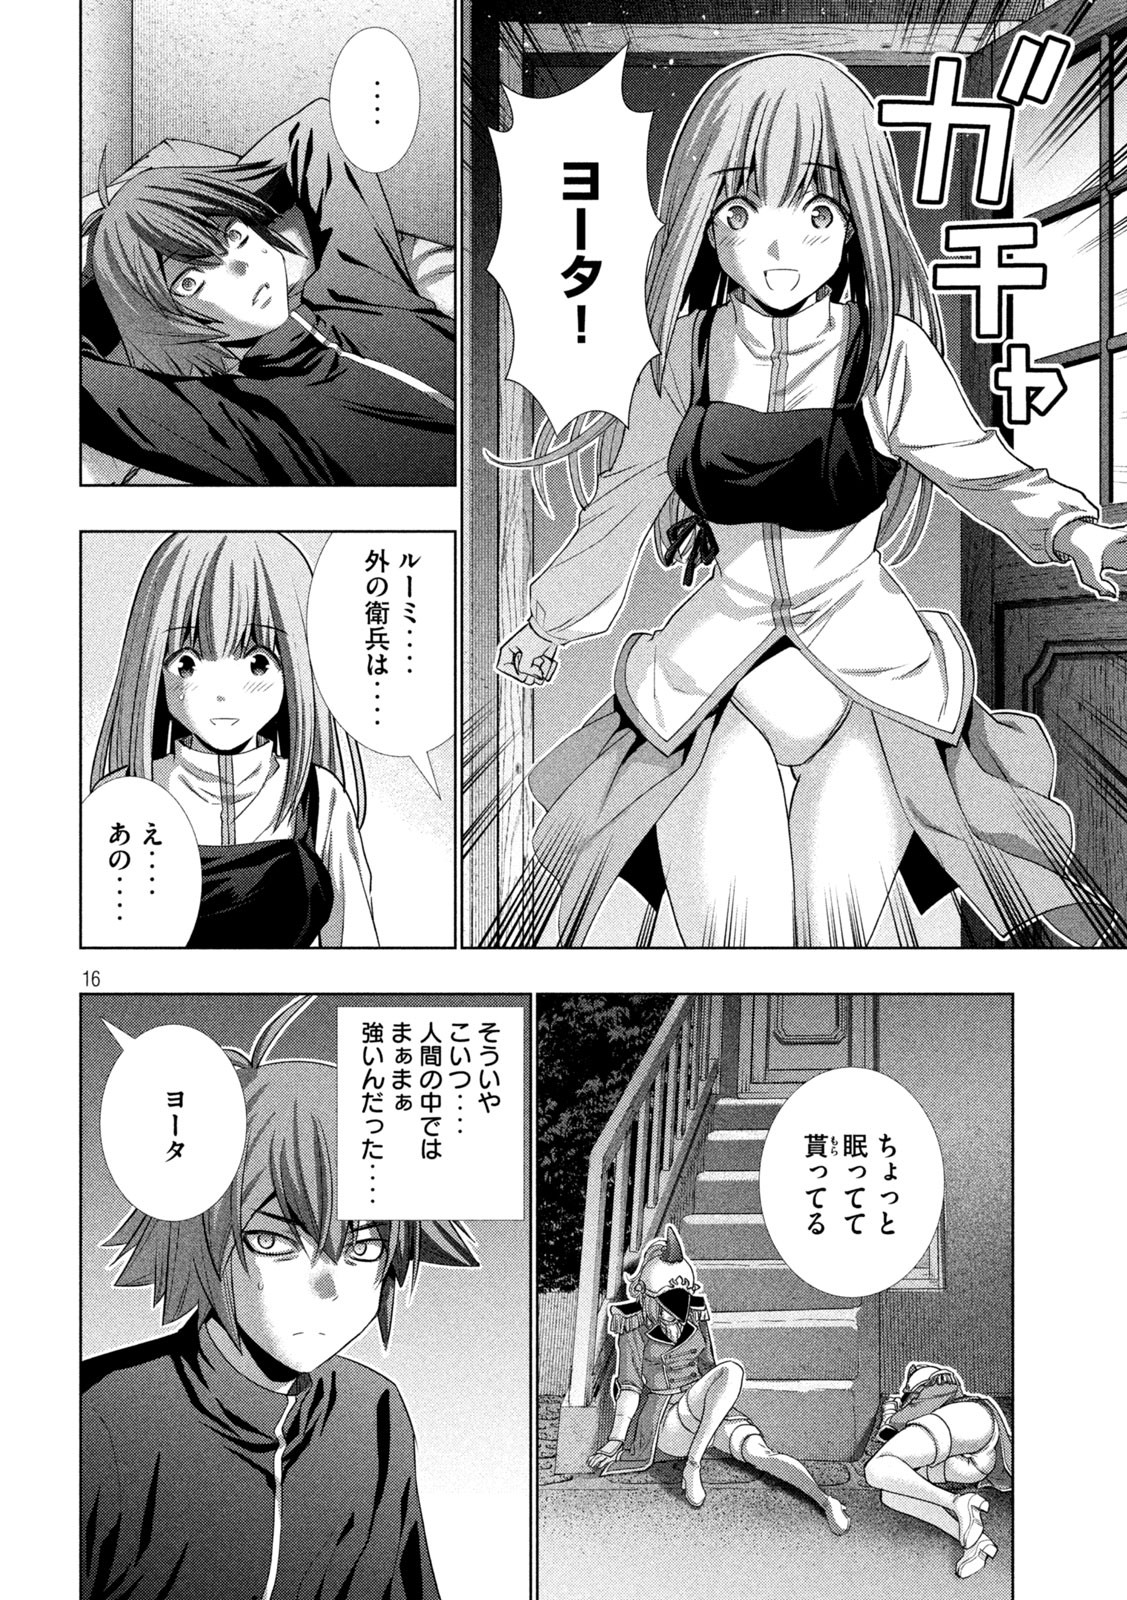 ガチャ
ヨータ！
‥‥
ルーミ‥‥
外の衛兵は‥‥
え‥‥
あの‥‥
16
ちょっと
眠ってて
貰ってる
もら
そういや
こいつ‥‥
人間の中では
まぁまぁ
強いんだった‥‥
ヨータ